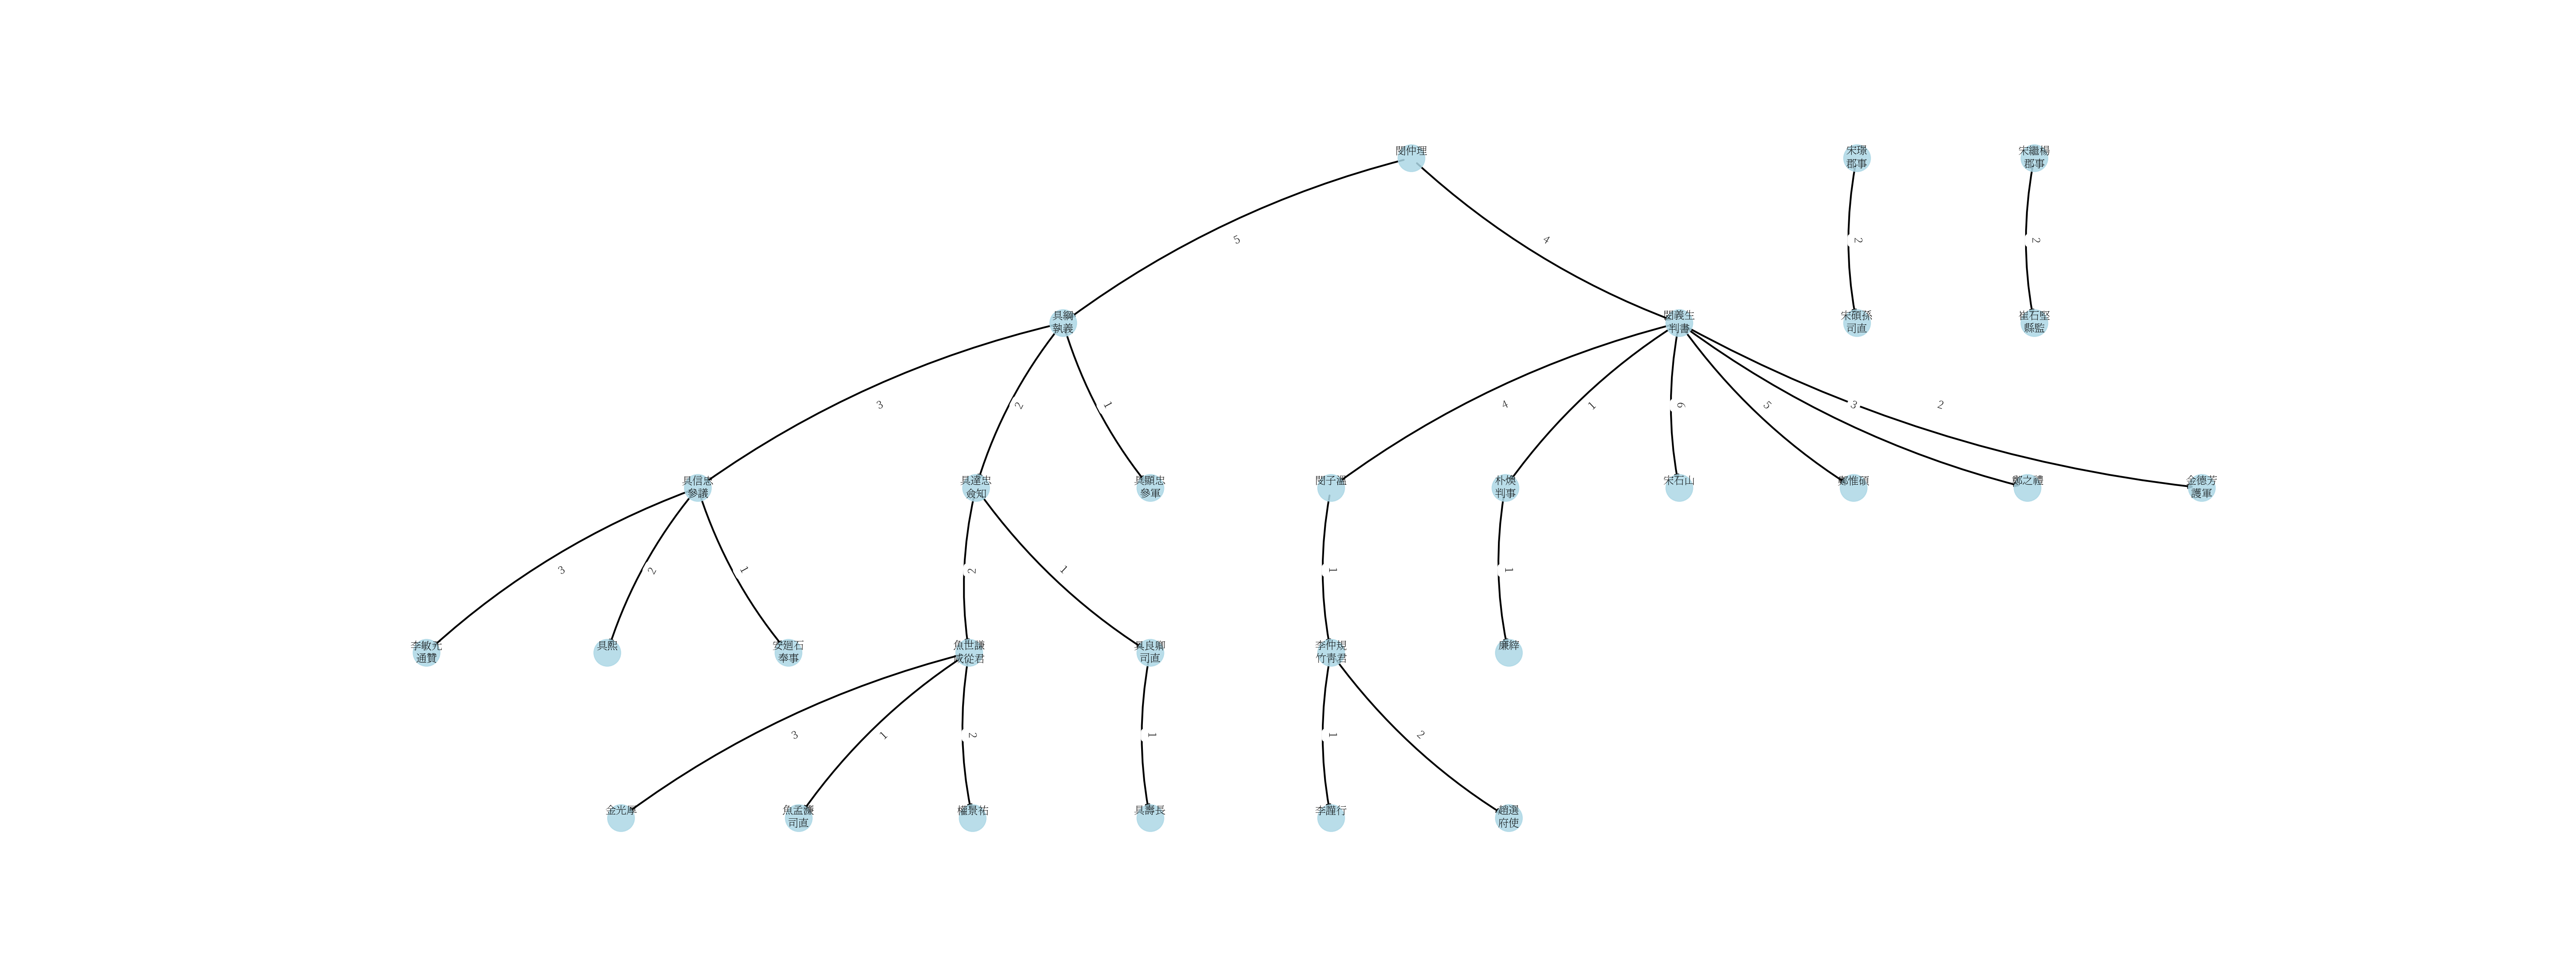 閔仲理
宋璟
郡事
宋繼楊
郡事
5
4
2
2
具綱
執義
閔義生
判書
宋碩孫
司直
崔石堅
縣監
3
2
1
4
1
6
5
3
2
具信忠
參議
具達忠
僉知
具顯忠
參軍
閔子溫
朴煥
判事
宋石山
鄭惟碩
鄭之禮
金德芳
護軍
3
2
1
2
1
1
1
李敏元
通贊
具熙
安迴石
奉事
魚世謙
咸從君
具良卿
司直
李仲規
竹靑君
廉粹
3
1
2
1
1
2
金光厚
魚孟謙
司直
權景祐
具壽長
李謹行
趙選
府使